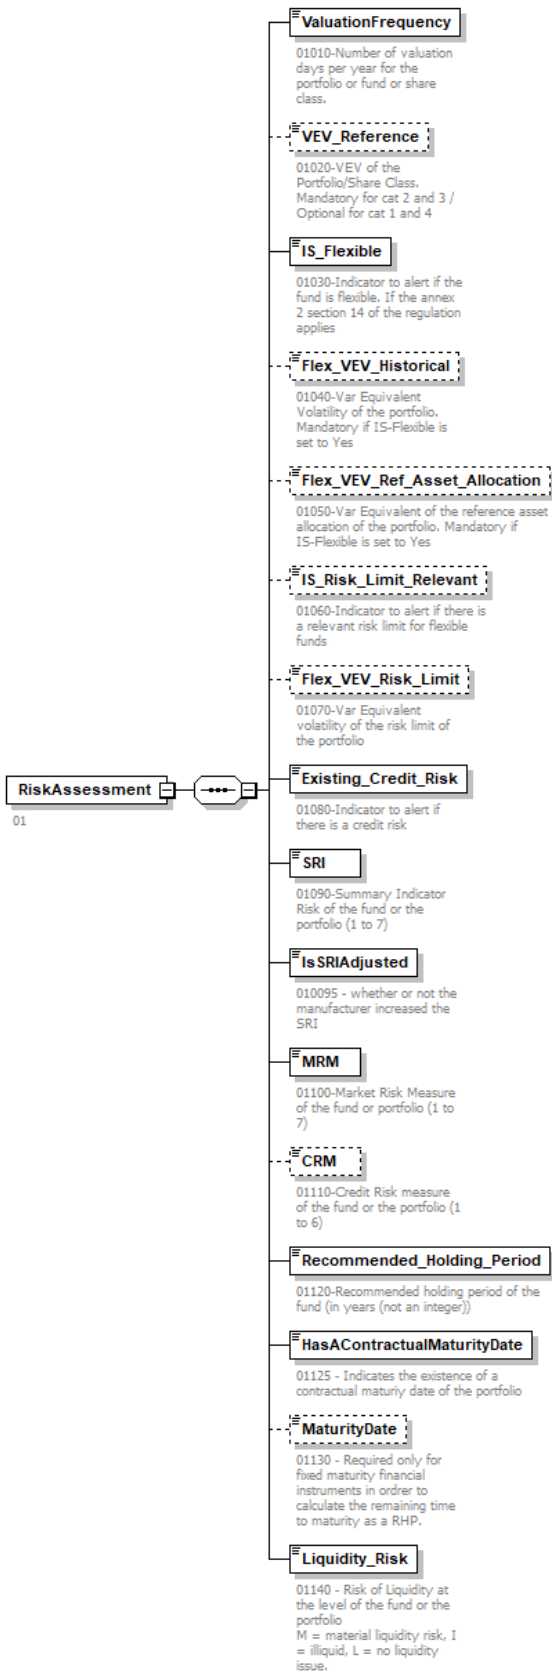 ValuationFrequency
01010-Number of valuation
days per year for the
portfolio or fund or share
class.
VEV_Reference
01020-VEV of the
Portfolio/Share Class.
Mandatory for cat 2 and 3 /
Optional for cat 1 and 4
IS_Flexible
01030-Indicator to alert if the
fund is flexible. If the annex
2 section 14 of the regulation
applies
Flex_VEV_Historical
01040-Var Equivalent
Volatility of the portfolio.
Mandatory if IS-Flexible is
set to Yes
Flex_VEV_Ref_Asset_Allocation
01050-Var Equivalent of the reference asset
allocation of the portfolio. Mandatory if
IS-Flexible is set to Yes
IS_Risk_Limit_Relevant
01060-Indicator to alert if there is
a relevant risk limit for flexible
funds
Flex_VEV_Risk_Limit
01070-Var Equivalent
volatility of the risk limit of
the portfolio
RiskAssessment
01
Existing_Credit_Risk
01080-Indicator to alert if
there is a credit risk
SRI
01090-Summary Indicator
Risk of the fund or the
portfolio (1 to 7)
IsSRIAdjusted
010095 - whether or not the
manufacturer increased the
SRI
MRM
01100-Market Risk Measure
of the fund or portfolio (1 to
7)
CRM
01110-Credit Risk measure
of the fund or the portfolio (1
to 6)
Recommended_Holding_Period
01120-Recommended holding period of the
fund (in years (not an integer))
HasAContractualMaturityDate
01125 - Indicates the existence of a
contractual maturiy date of the portfolio
MaturityDate
01130 - Required only for
fixed maturity financial
instruments in ordrer to
calculate the remaining time
to maturity as a RHP.
Liquidity_Risk
01140 - Risk of Liquidity at
the level of the fund or the
portfolio
M = material liquidity risk, I
= illiquid, L = no liquidity
issue.